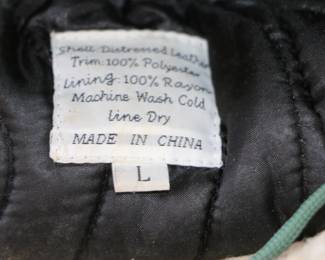 Shell: Distressed Leather
Trim: 100% Polyester
Lining: 100% Rayon
Machine Wash Cold
Line Dry
MADE IN CHINA
L